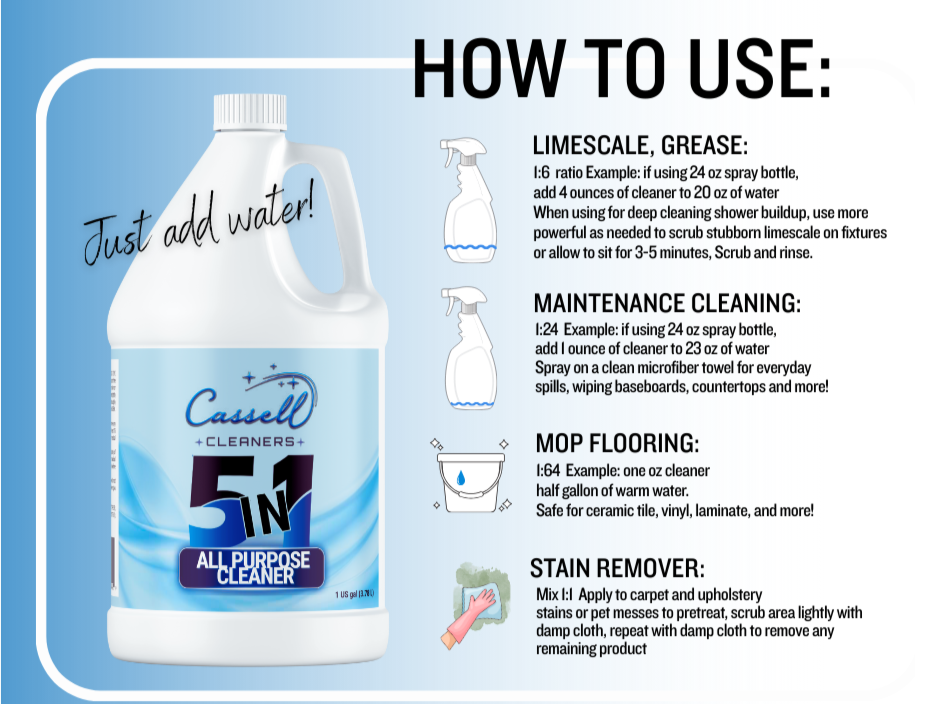 HOW TO USE:
Just add water!
Cassell
CLEANERS
5 IN 1
ALL PURPOSE
CLEANER
1 US gal (3.78 L)
LIMESCALE, GREASE:
1:6 ratio Example: if using 24 oz spray bottle,
add 4 ounces of cleaner to 20 oz of water
When using for deep cleaning shower buildup, use more
powerful as needed to scrub stubborn limescale on fixtures
or allow to sit for 3-5 minutes, Scrub and rinse.
MAINTENANCE CLEANING:
1:24 Example: if using 24 oz spray bottle,
add 1 ounce of cleaner to 23 oz of water
Spray on a clean microfiber towel for everyday
spills, wiping baseboards, countertops and more!
MOP FLOORING:
1:64 Example: one oz cleaner
half gallon of warm water.
Safe for ceramic tile, vinyl, laminate, and more!
STAIN REMOVER:
Mix 1:1 Apply to carpet and upholstery
stains or pet messes to pretreat, scrub area lightly with
damp cloth, repeat with damp cloth to remove any
remaining product